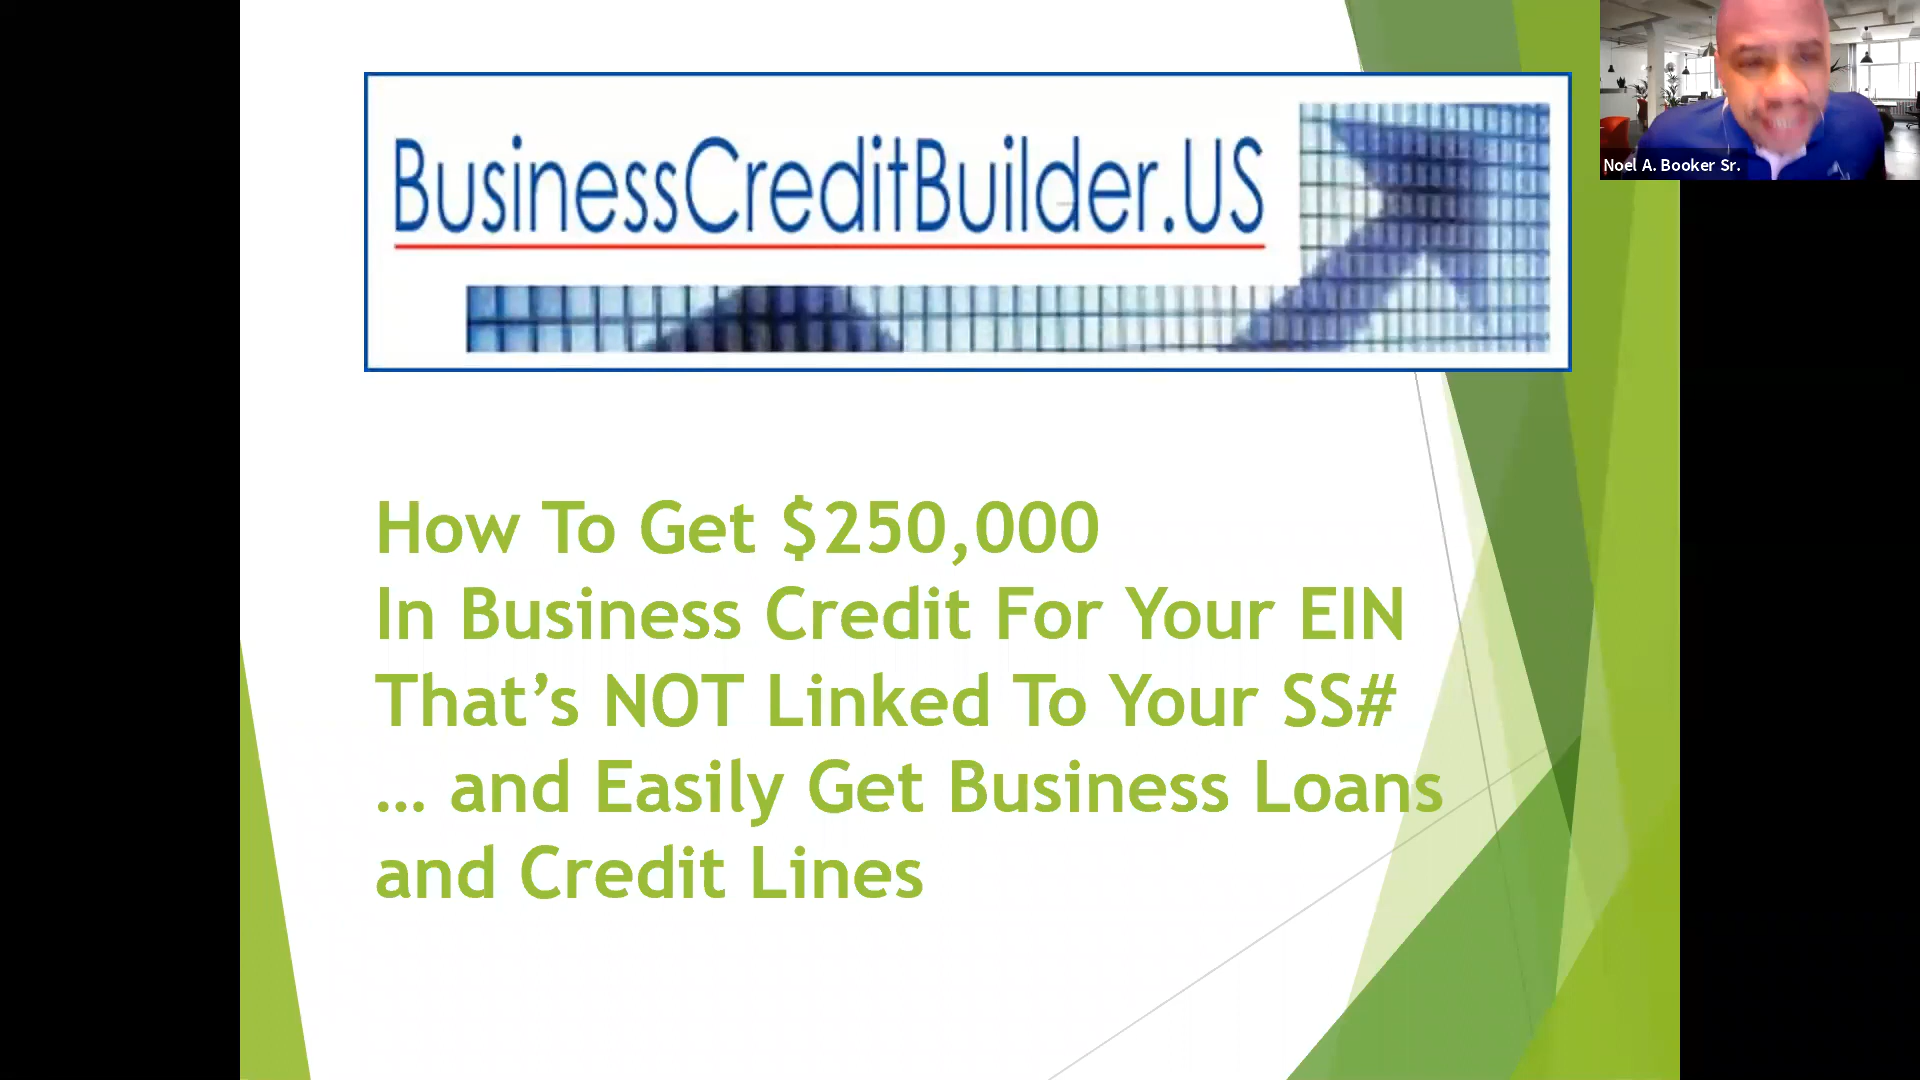 BusinessCreditBuilder.US
Noel A. Booker Sr.
How To Get $250,000
In Business Credit For Your EIN
That’s NOT Linked To Your SS#
… and Easily Get Business Loans
and Credit Lines